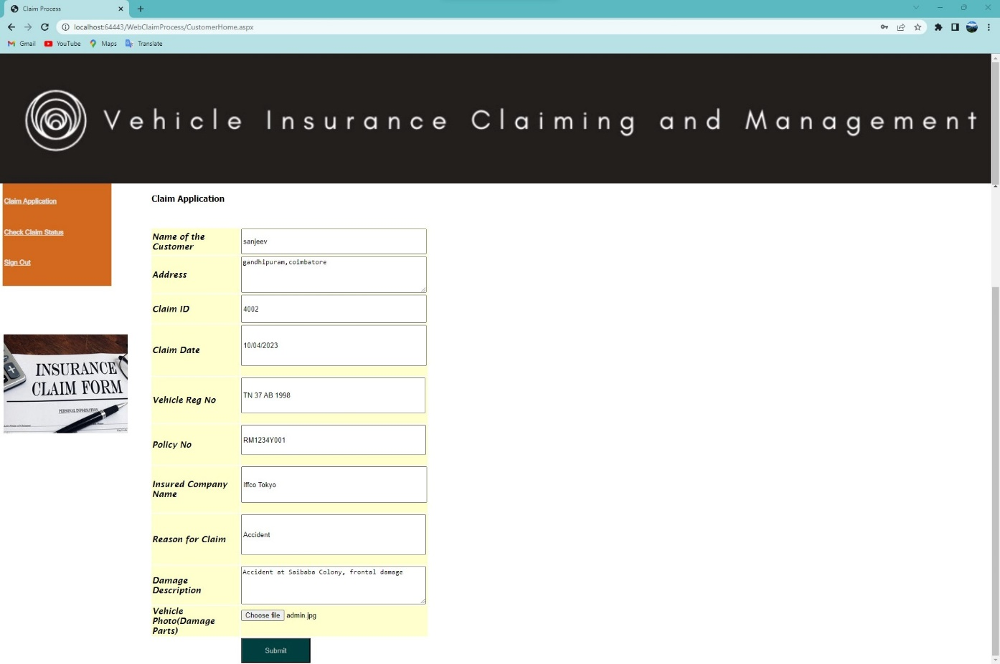 Claim Process
localhost:64443/WebClaimProcess/CustomerHome.aspx
Gmail YouTube Maps Translate
Vehicle Insurance Claiming and Management
Claim Application
Check Claim Status
Sign Out
INSURANCE
CLAIM FORM
PERSONAL INFORMATION
Claim Application
Name of the
Customer
sanjeev
Address
gandhipuram,coimbatore
Claim ID
4002
Claim Date
10/04/2023
Vehicle Reg No
TN 37 AB 1998
Policy No
RM1234Y001
Insured Company
Name
Iffco Tokyo
Reason for Claim
Accident
Damage
Description
Accident at Saibaba Colony, frontal damage
Vehicle
Photo(Damage
Parts)
Choose file admin.jpg
Submit